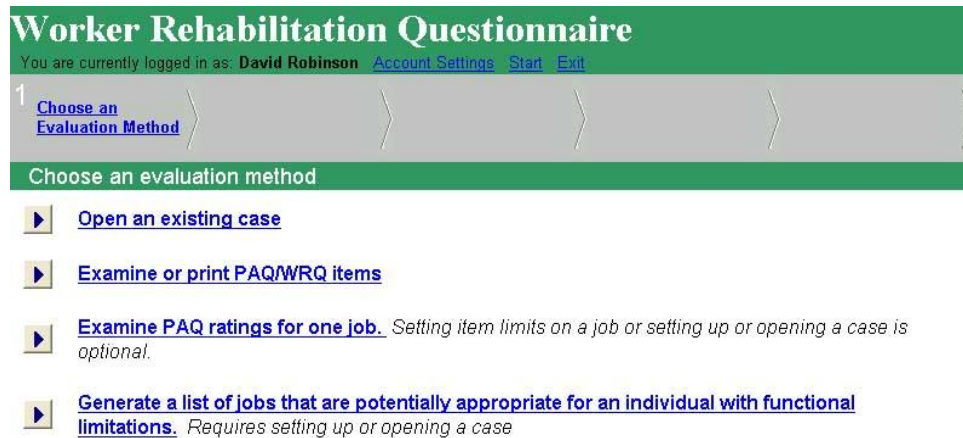 Worker Rehabilitation Questionnaire
You are currently logged in as: David Robinson Account Settings Start Exit
1
Choose an
Evaluation Method
Choose an evaluation method
Open an existing case
Examine or print PAQ/WRQ items
Examine PAQ ratings for one job. Setting item limits on a job or setting up or opening a case is
optional.
Generate a list of jobs that are potentially appropriate for an individual with functional
limitations. Requires setting up or opening a case